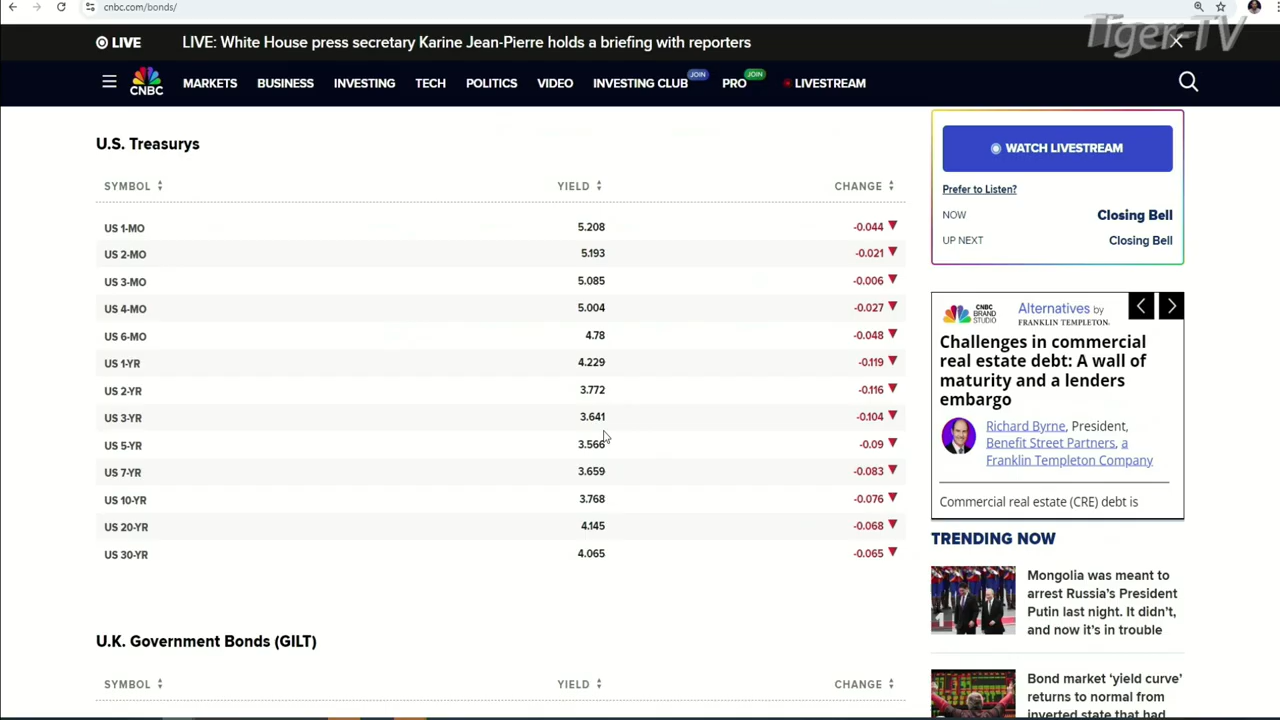 cnbc.com/bonds/
Tiger-TV
LIVE
LIVE: White House press secretary Karine Jean-Pierre holds a briefing with reporters
CNBC
MARKETS
BUSINESS
INVESTING
TECH
POLITICS
VIDEO
INVESTING CLUB
JOIN
PRO
JOIN
LIVESTREAM
U.S. Treasurys
SYMBOL YIELD CHANGE
US 1-MO 5.208 -0.044
US 2-MO 5.193 -0.021
US 3-MO 5.085 -0.006
US 4-MO 5.004 -0.027
US 6-MO 4.78 -0.048
US 1-YR 4.229 -0.119
US 2-YR 3.772 -0.116
US 3-YR 3.641 -0.104
US 5-YR 3.566 -0.09
US 7-YR 3.659 -0.083
US 10-YR 3.768 -0.076
US 20-YR 4.145 -0.068
US 30-YR 4.065 -0.065
U.K. Government Bonds (GILT)
SYMBOL YIELD CHANGE
WATCH LIVESTREAM
Prefer to Listen?
NOW Closing Bell
UP NEXT Closing Bell
CNBC
BRAND
STUDIO
Alternatives by
FRANKLIN TEMPLETON.
Challenges in commercial
real estate debt: A wall of
maturity and a lenders
embargo
Richard Byrne, President,
Benefit Street Partners, a
Franklin Templeton Company
Commercial real estate (CRE) debt is
TRENDING NOW
1
Mongolia was meant to
arrest Russia's President
Putin last night. It didn't,
and now it's in trouble
Bond market 'yield curve'
returns to normal from
inverted state that had